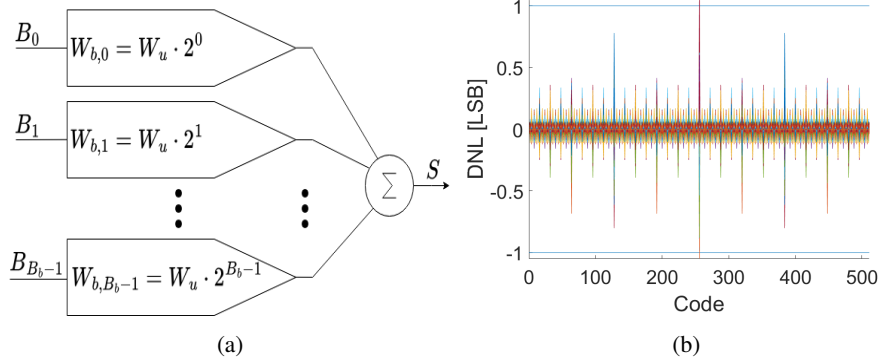 B_0
W_{b,0} = W_u · 2^0
B_1
W_{b,1} = W_u · 2^1
∑
S
B_{B_b−1}
W_{b,B_b−1} = W_u · 2^{B_b−1}
(a)
DNL [LSB]
1
0.5
0
-0.5
-1
0
100
200
300
400
500
Code
(b)